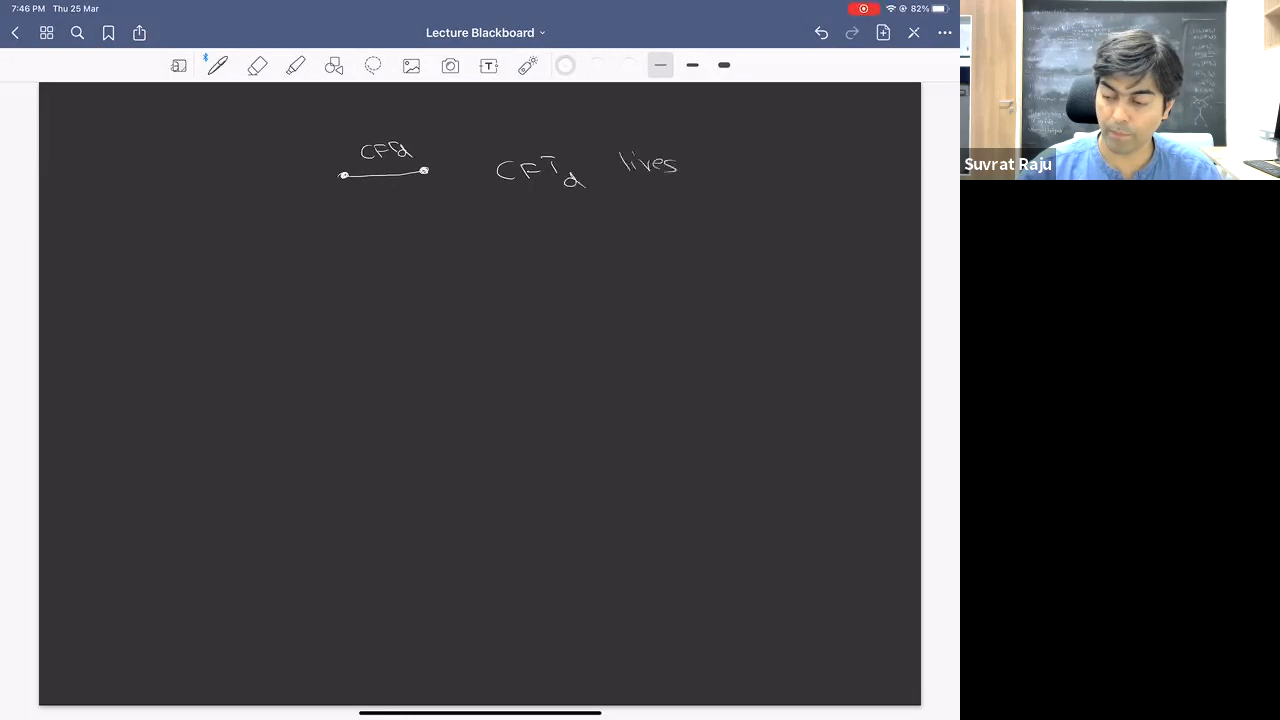 7:46 PM Thu 25 Mar
82%
Lecture Blackboard
T
CFTd
CFTd lives
Suvrat Raju